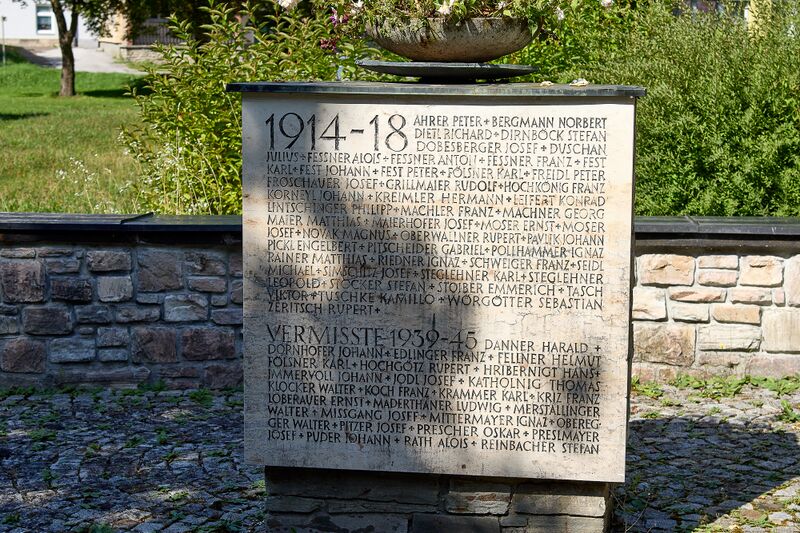 1914-18 AHRER PETER + BERGMANN NORBERT
DIETL RICHARD + DIRNBÖCK STEFAN
DOBESBERGER JOSEF + DUSCHAN
JULIUS + FESSNER ALOIS + FESSNER ANTON + FESSNER FRANZ + FEST
KARL + FEST JOHANN + FEST PETER + FÖLSNER KARL + FREIDL PETER
FROSCHAUER JOSEF + GRILLMAIER RUDOLF + HOCHKÖNIG FRANZ
KORNEYL JOHANN + KREIMLER HERMANN + LEIFERT KONRAD
LINTSCHINGER PHILIPP + MACHLER FRANZ + MACHNER GEORG
MAIER MATTHIAS + MAIERHOFER JOSEF + MOSER ERNST + MOSER
JOSEF + NOVAK MAGNUS + OBERWALLNER RUPERT + PAVLIK JOHANN
PICKL ENGELBERT + PITSCHEIDER GABRIEL + POLLHAMMER IGNAZ +
RAINER MATTHIAS + RIEDNER IGNAZ + SCHWEIGER FRANZ + SEIDL
MICHAEL + SIMSCHITZ JOSEF + STEGLEHNER KARL + STEGLEHNER
LEOPOLD + STOCKER STEFAN + STOIBER EMMERICH + TASCH
VIKTOR + TUSCHKE KAMILLO + WÖRGÖTTER SEBASTIAN
ZERITSCH RUPERT +
VERMISSTE 1939-45 DANNER HARALD +
DORNHOFER JOHANN + EDLINGER FRANZ + FELLNER HELMUT
FÖLSNER KARL + HOCHGÖTZ RUPERT + HRIBERNIGT HANS +
IMMERVOLL JOHANN + JODL JOSEF + KATHOLNIG THOMAS
KLOCKER WALTER + KOCH FRANZ + KRAMMER KARL + KRIZ FRANZ
LOBERAUER ERNST + MADERTHANER LUDWIG + MERSTALLINGER
WALTER + MISSGANG JOSEF + MITTERMAYER IGNAZ + OBEREG-
GER WALTER + PITZER JOSEF + PRESCHER OSKAR + PRESLMAYER
JOSEF + PUDER JOHANN + RATH ALOIS + REINBACHER STEFAN